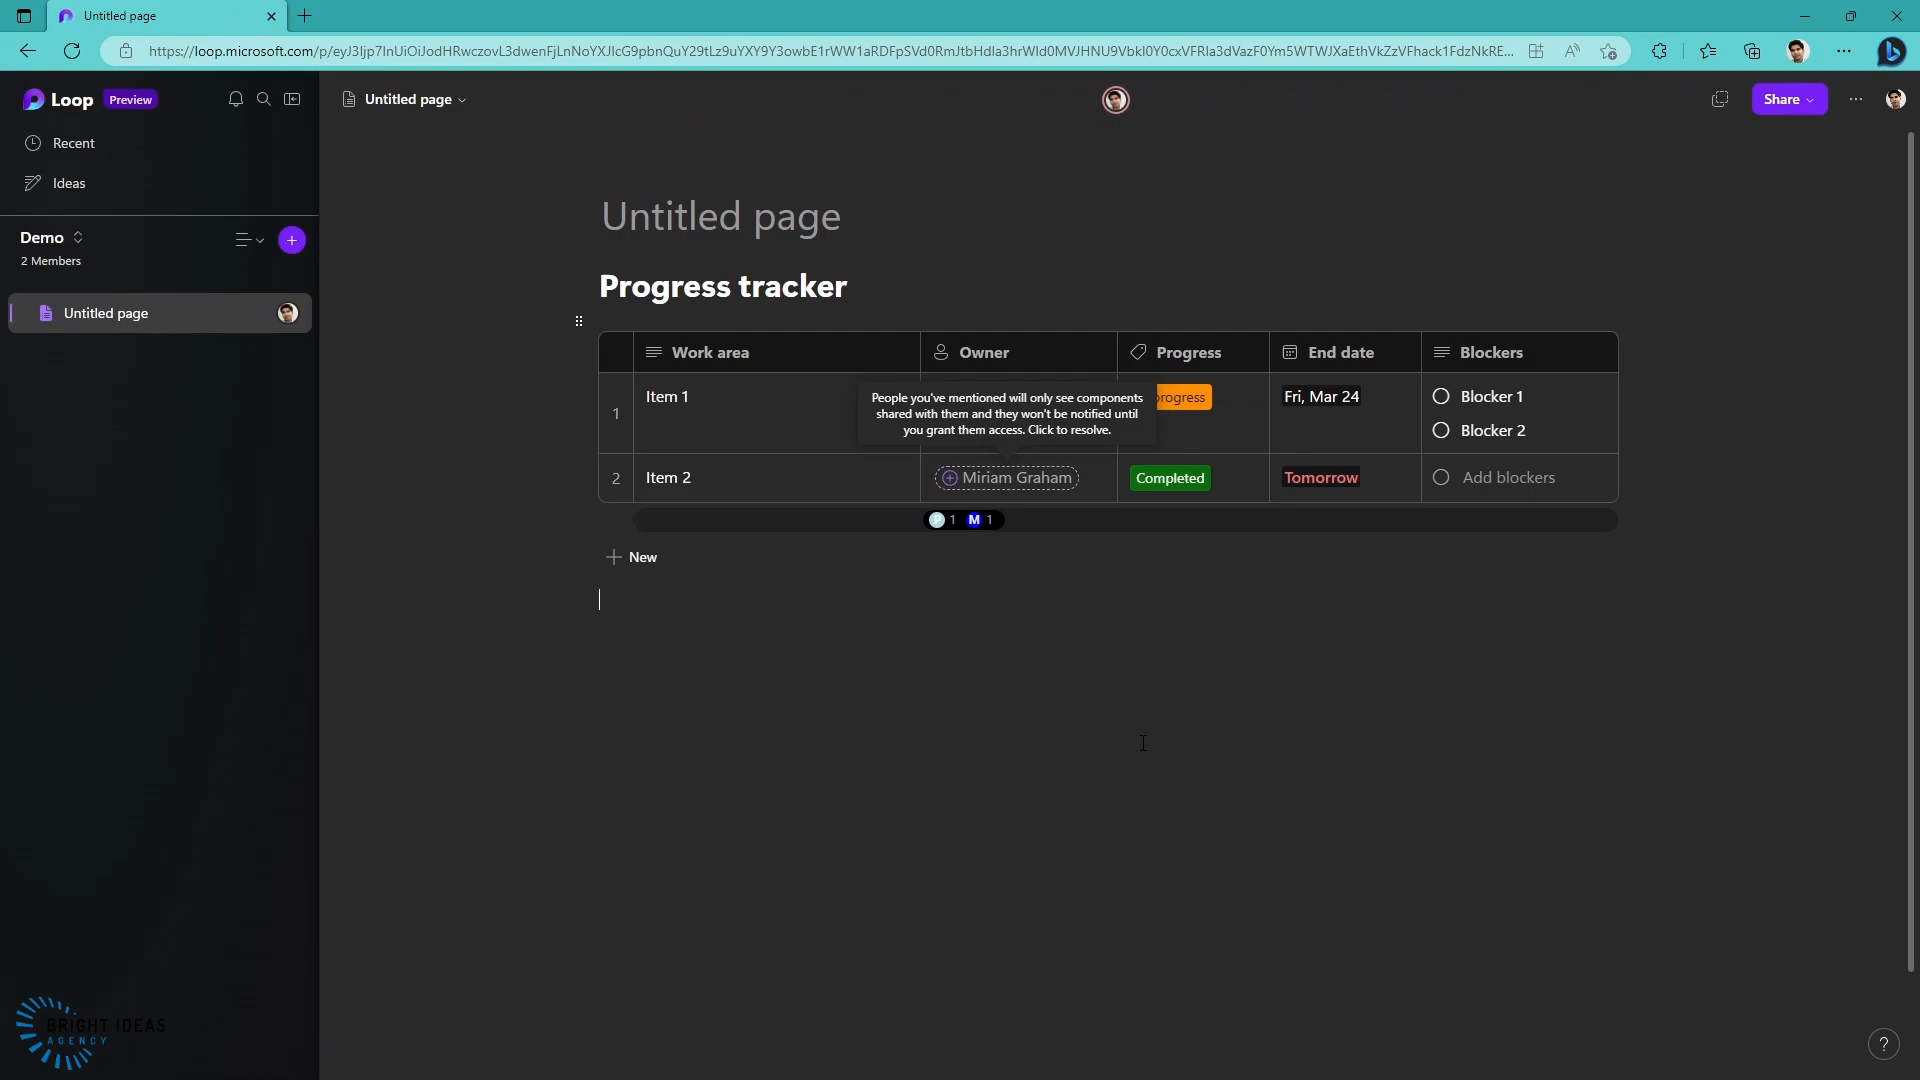 Untitled page
https://loop.microsoft.com/p/
Loop Preview
Untitled page
Share
Recent
Ideas
Demo
2 Members
Untitled page
Untitled page
Progress tracker
Work area Owner Progress End date Blockers
1 Item 1 progress Fri, Mar 24 Blocker 1
Blocker 2
People you've mentioned will only see components
shared with them and they won't be notified until
you grant them access. Click to resolve.
2 Item 2 Miriam Graham Completed Tomorrow Add blockers
P 1 M 1
New
BRIGHT IDEAS
AGENCY
?